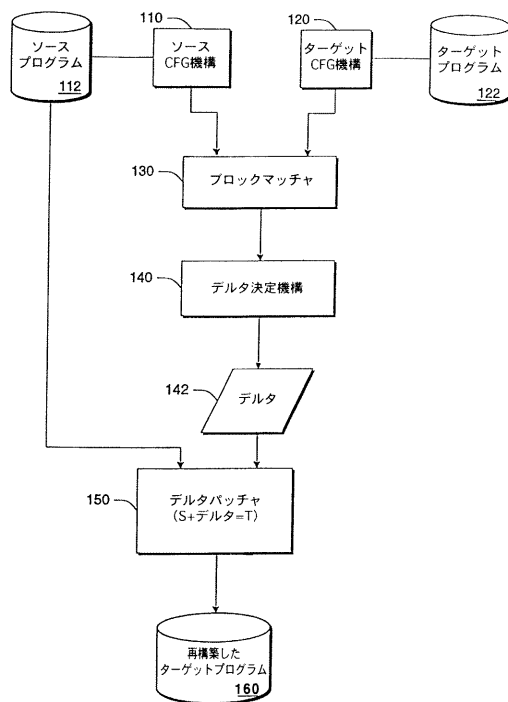 110
120
ソース
プログラム
112
ソース
CFG機構
ターゲット
CFG機構
ターゲット
プログラム
122
130
ブロックマッチャ
140
デルタ決定機構
142
デルタ
150
デルタパッチャ
(S+デルタ=T)
再構築した
ターゲットプログラム
160